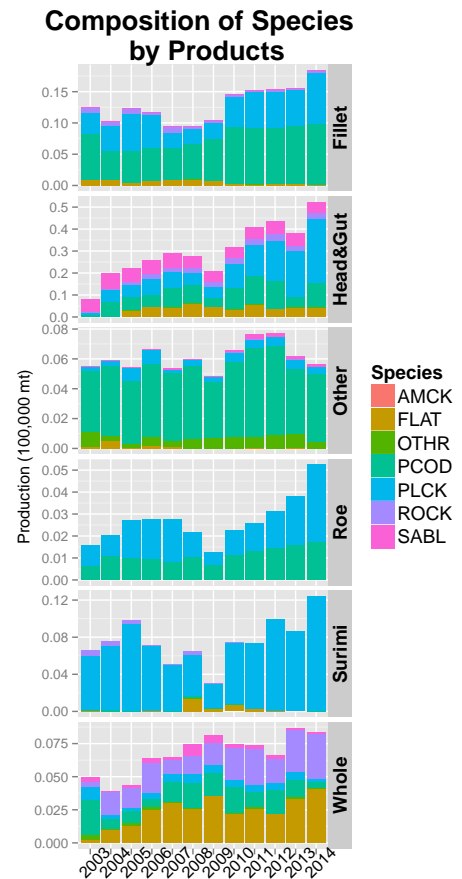 Composition of Species
by Products
Production (100,000 mt)
0.15
0.10
0.05
0.00
Fillet
0.5
0.4
0.3
0.2
0.1
0.0
Head&Gut
0.08
0.06
0.04
0.02
0.00
Other
0.05
0.04
0.03
0.02
0.01
0.00
Roe
0.12
0.08
0.04
0.00
Surimi
0.075
0.050
0.025
0.000
Whole
2003
2004
2005
2006
2007
2008
2009
2010
2011
2012
2013
2014
Species
AMCK
FLAT
OTHR
PCOD
PLCK
ROCK
SABL